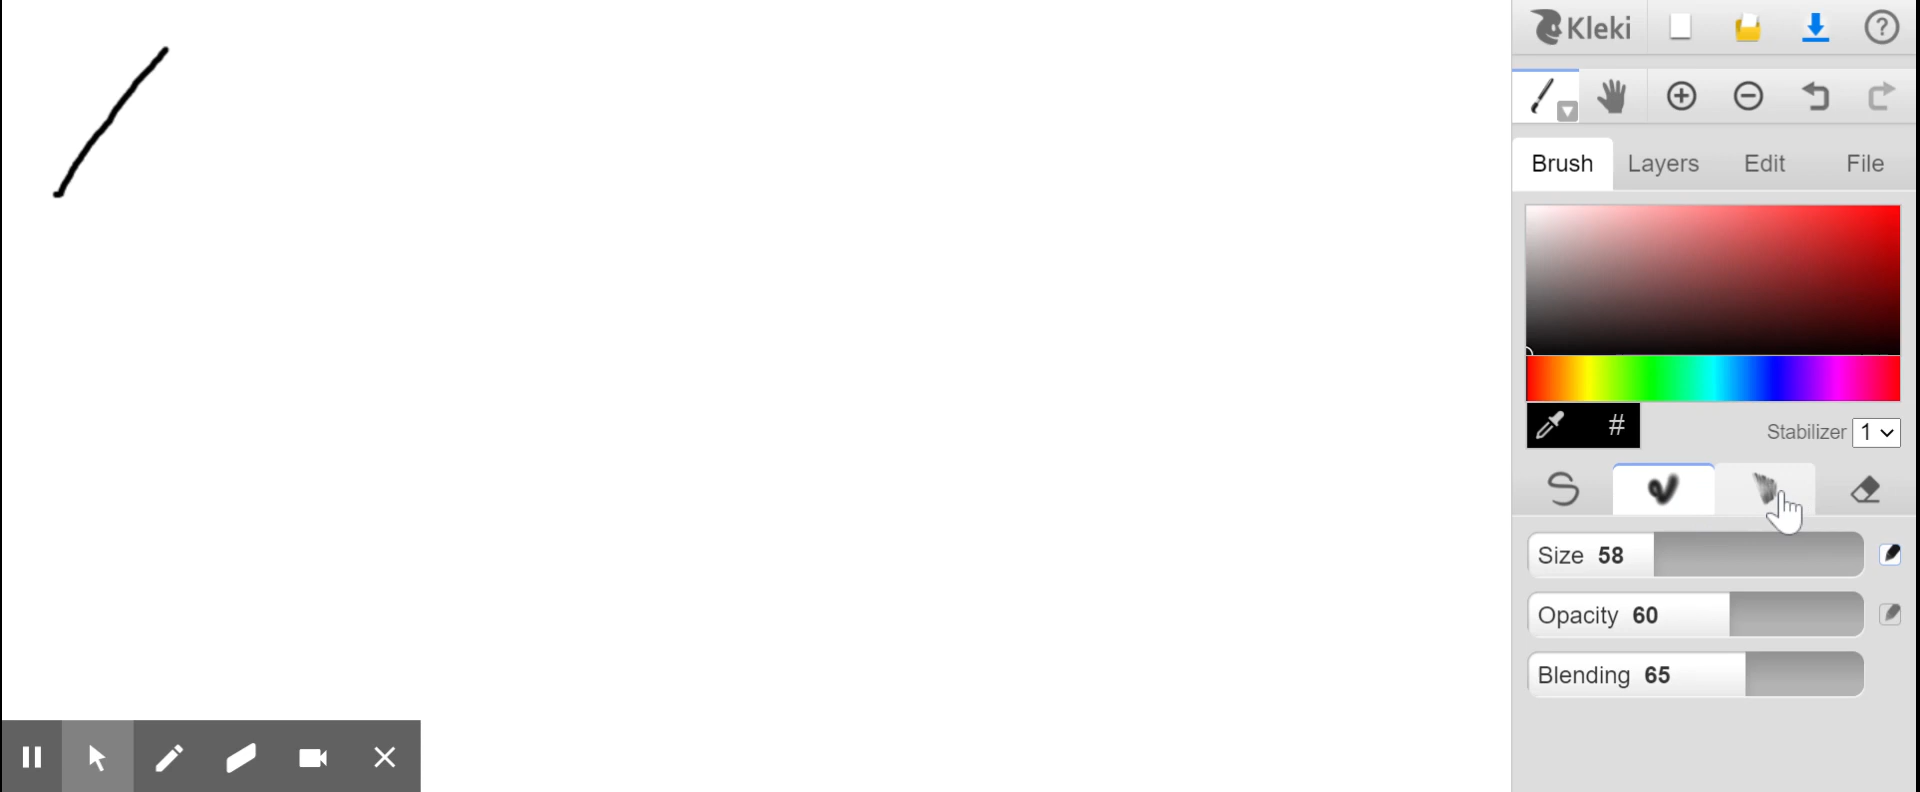 Kleki
Brush Layers Edit File
# Stabilizer 1
Size 58
Opacity 60
Blending 65